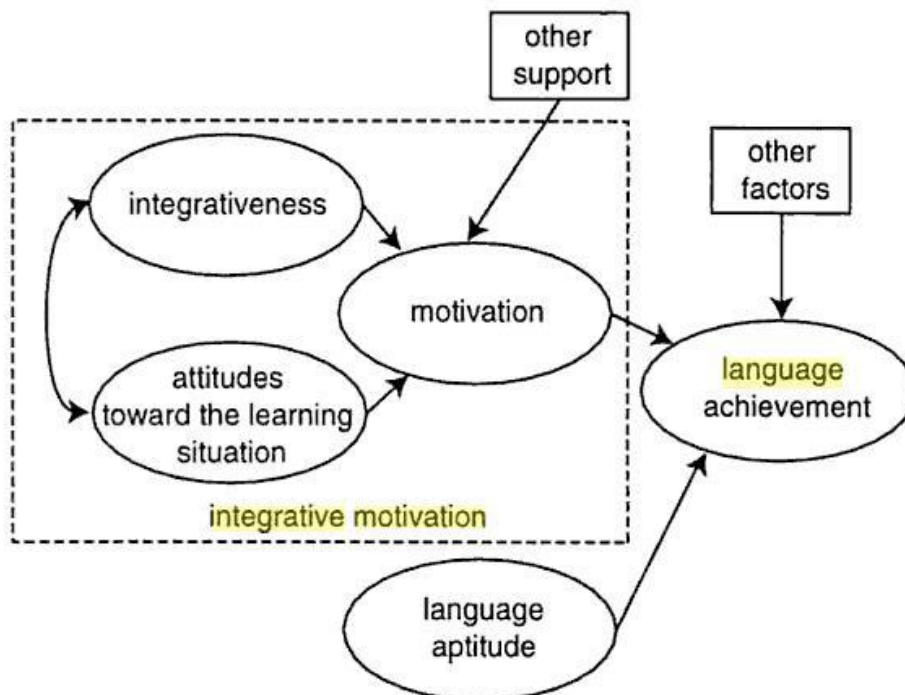 other
support
other
factors
integrativeness
motivation
attitudes
toward the learning
situation
language
achievement
integrative motivation
language
aptitude